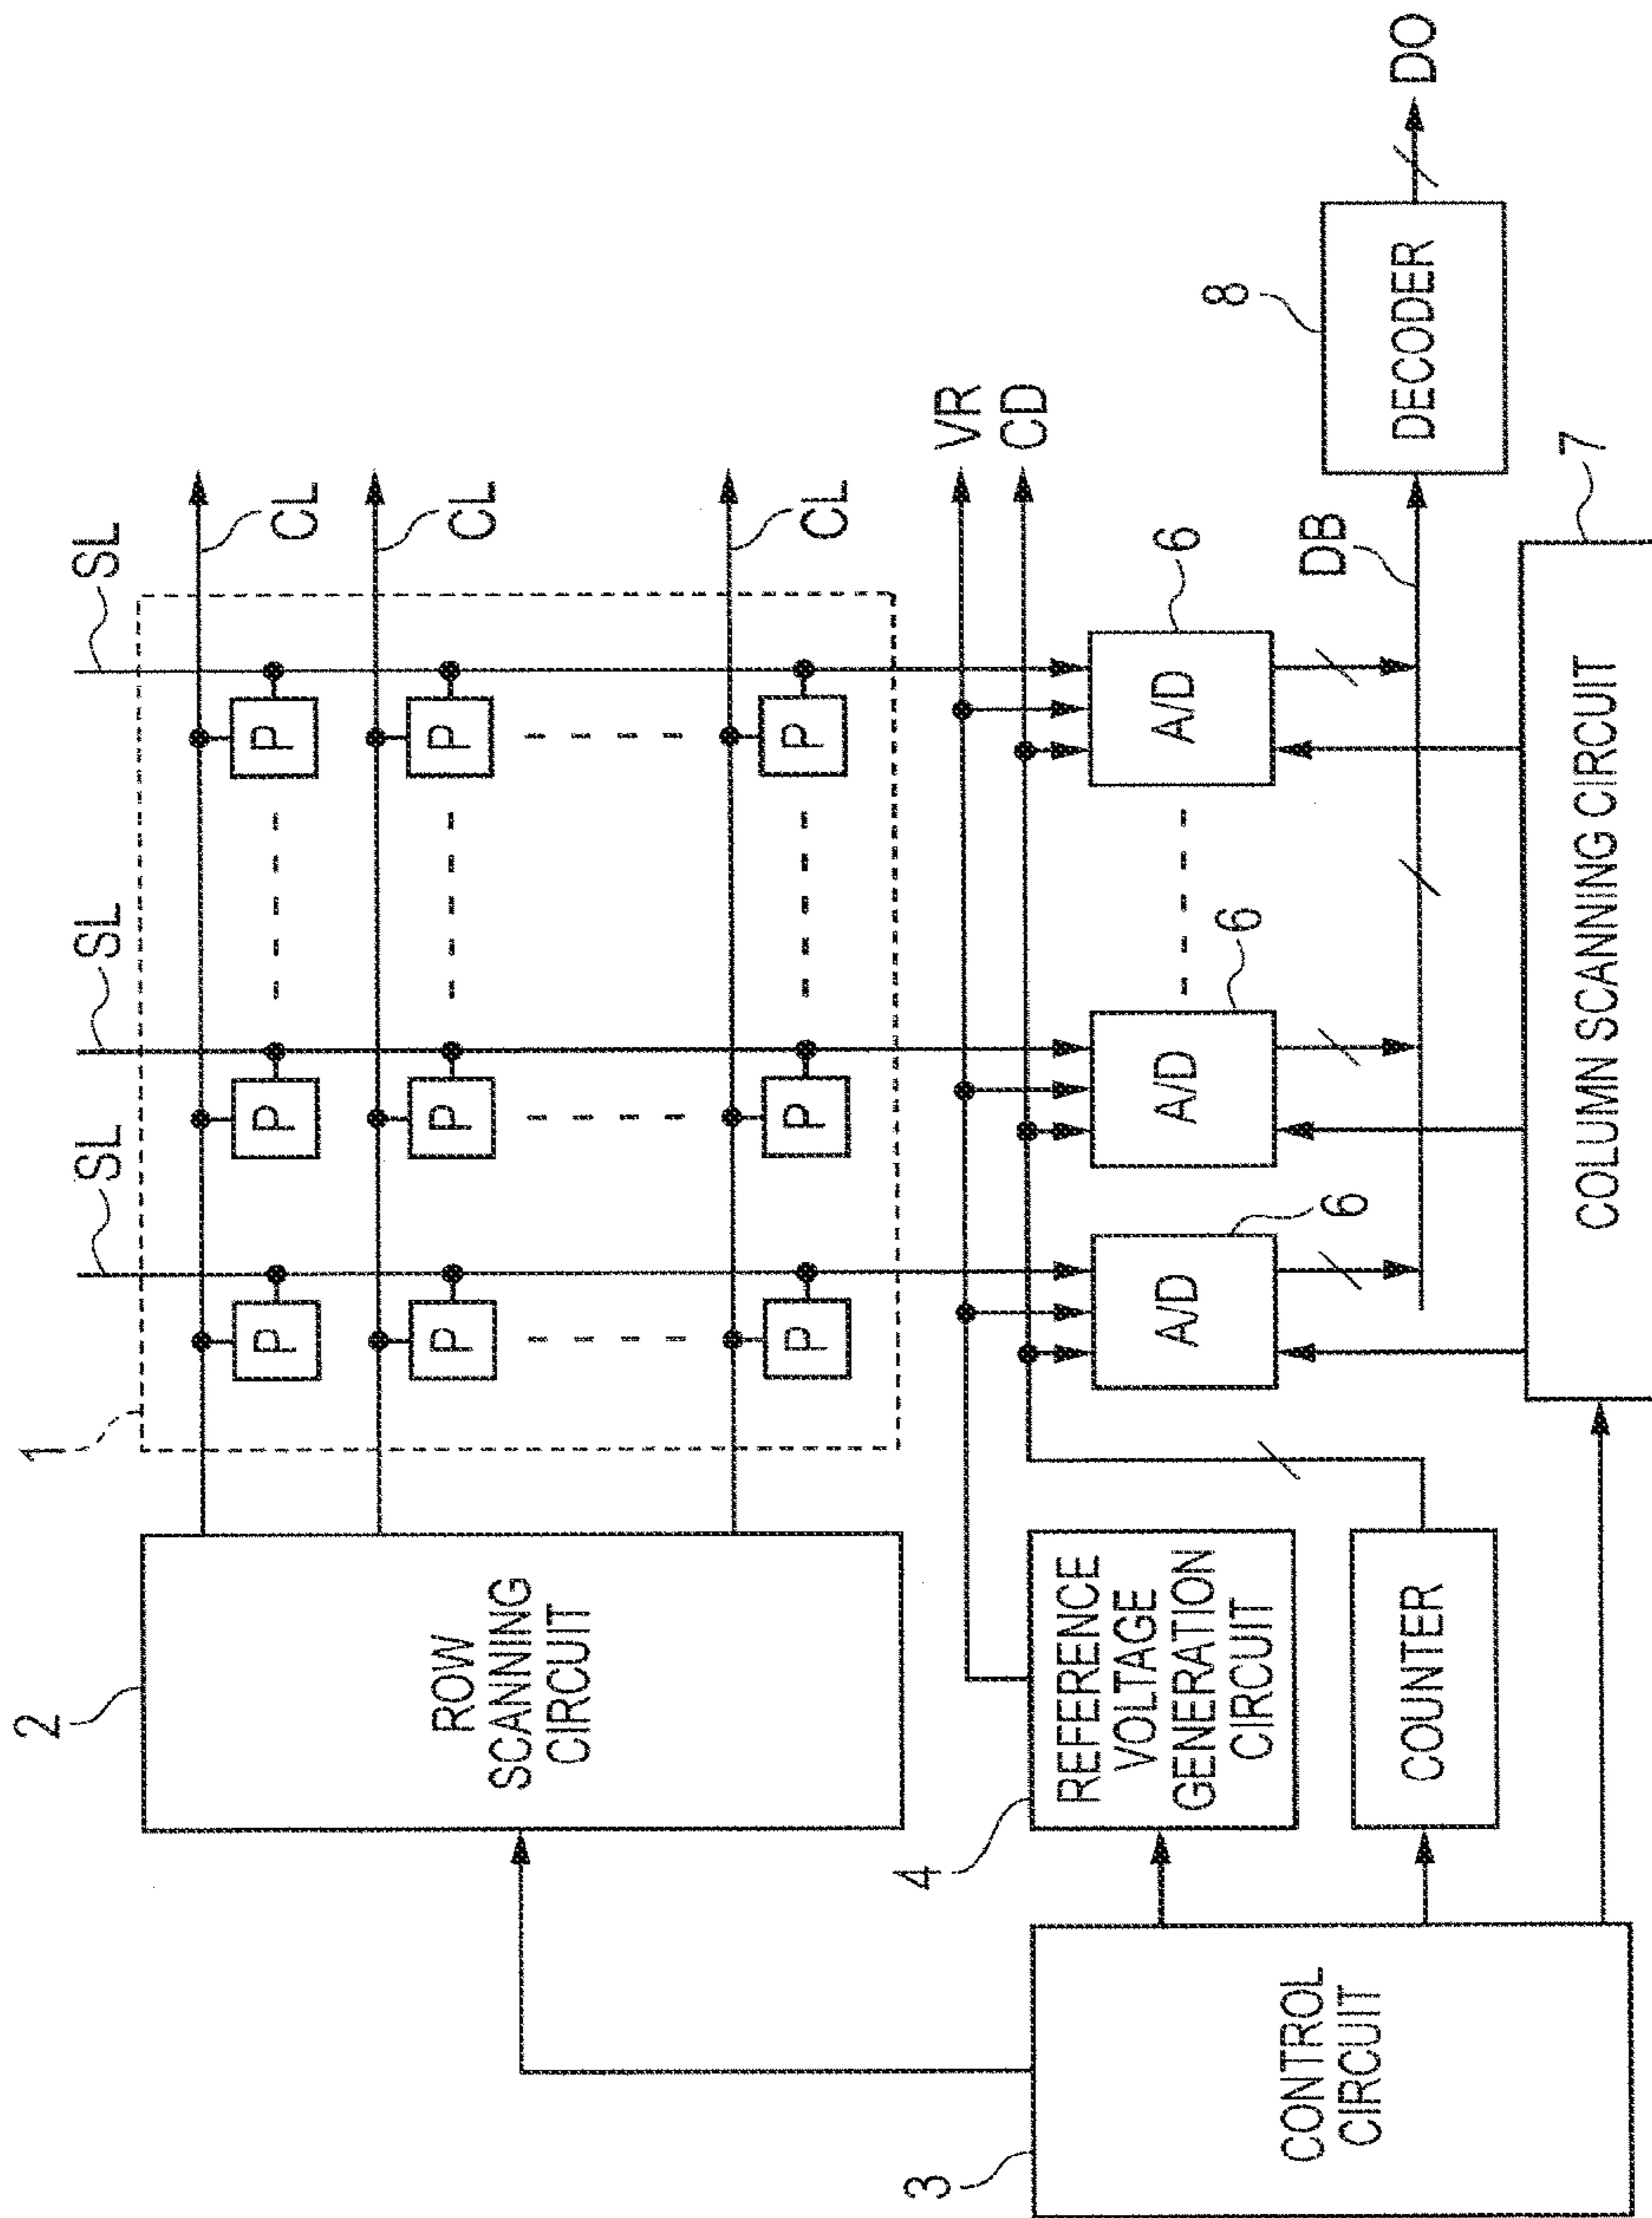 SL
SL
SL
1
CL
P
P
P
2
ROW
SCANNING
CIRCUIT
CL
P
P
P
CL
P
P
P
VR
CD
3
CONTROL
CIRCUIT
4
REFERENCE
VOLTAGE
GENERATION
CIRCUIT
COUNTER
A/D
6
A/D
6
A/D
6
DB
8
DECODER
DO
7
COLUMN SCANNING CIRCUIT